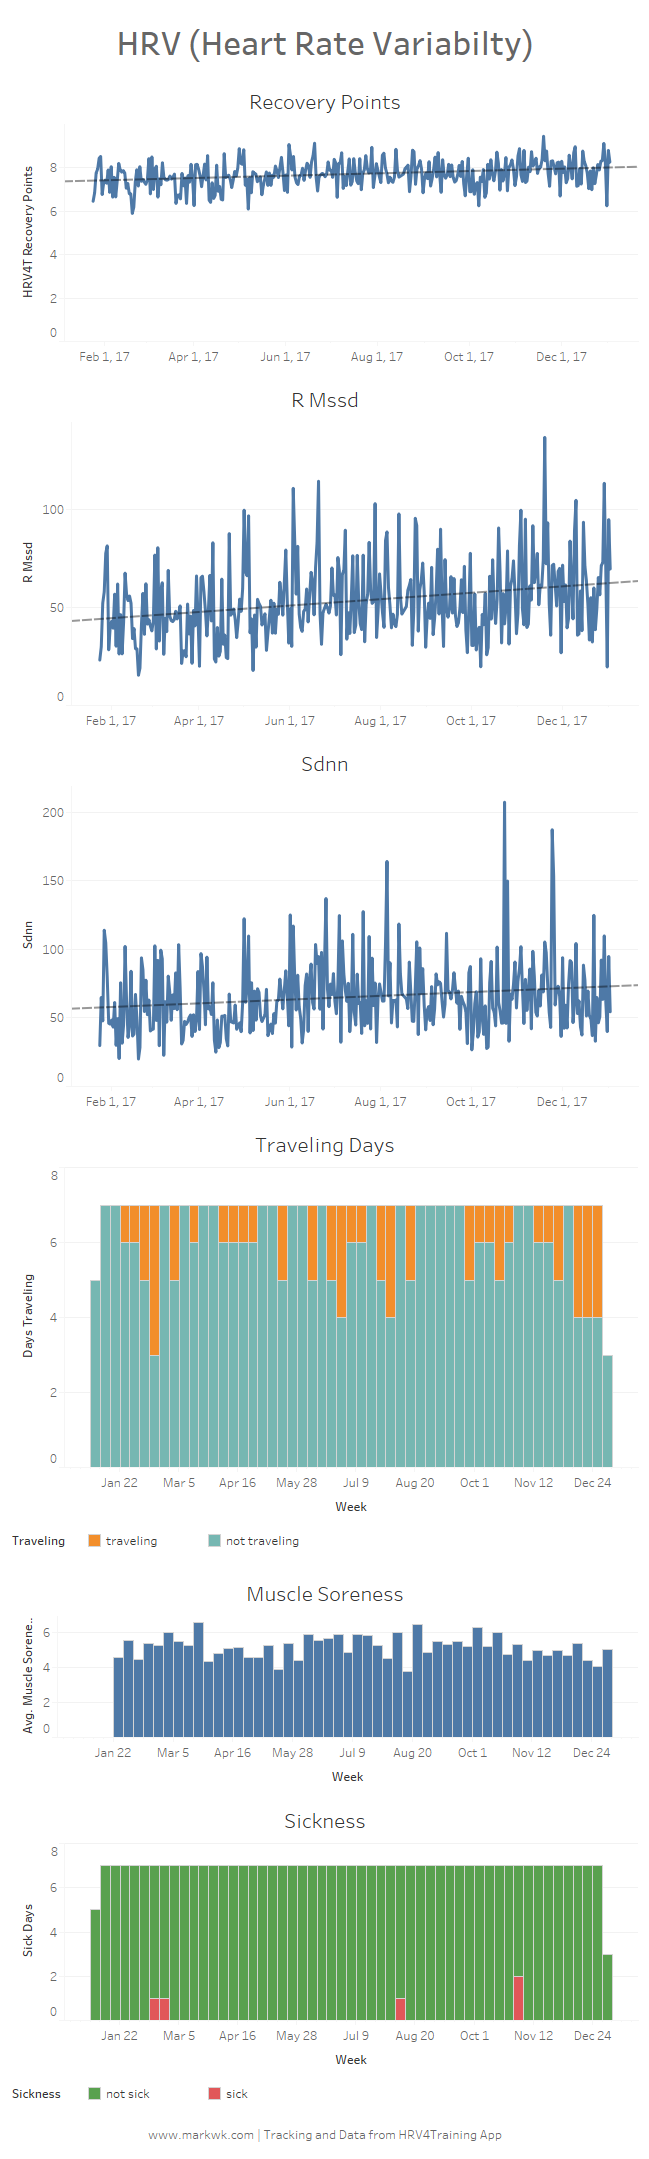 HRV (Heart Rate Variabilty)
Recovery Points
HRV4T Recovery Points
8
6
4
2
0
Feb 1, 17 Apr 1, 17 Jun 1, 17 Aug 1, 17 Oct 1, 17 Dec 1, 17
R Mssd
R Mssd
100
50
0
Feb 1, 17 Apr 1, 17 Jun 1, 17 Aug 1, 17 Oct 1, 17 Dec 1, 17
Sdnn
Sdnn
200
150
100
50
0
Feb 1, 17 Apr 1, 17 Jun 1, 17 Aug 1, 17 Oct 1, 17 Dec 1, 17
Traveling Days
Days Traveling
8
6
4
2
0
Jan 22 Mar 5 Apr 16 May 28 Jul 9 Aug 20 Oct 1 Nov 12 Dec 24
Week
Traveling traveling not traveling
Muscle Soreness
Avg. Muscle Sorene..
6
4
2
0
Jan 22 Mar 5 Apr 16 May 28 Jul 9 Aug 20 Oct 1 Nov 12 Dec 24
Week
Sickness
Sick Days
8
6
4
2
0
Jan 22 Mar 5 Apr 16 May 28 Jul 9 Aug 20 Oct 1 Nov 12 Dec 24
Week
Sickness not sick sick
www.markwk.com | Tracking and Data from HRV4Training App